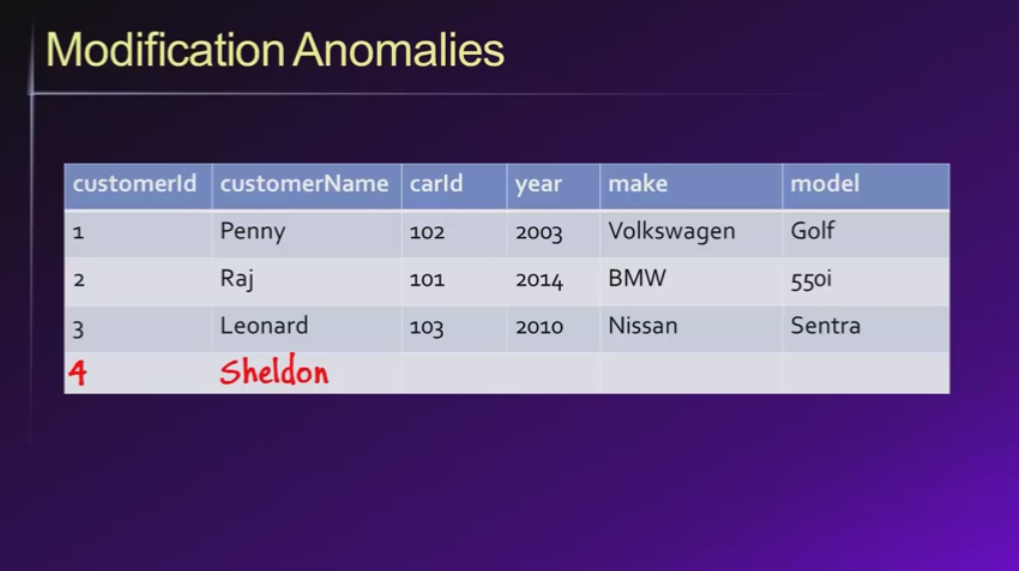 Modification Anomalies
customerId customerName carId year make model
1 Penny 102 2003 Volkswagen Golf
2 Raj 101 2014 BMW 550i
3 Leonard 103 2010 Nissan Sentra
4 Sheldon